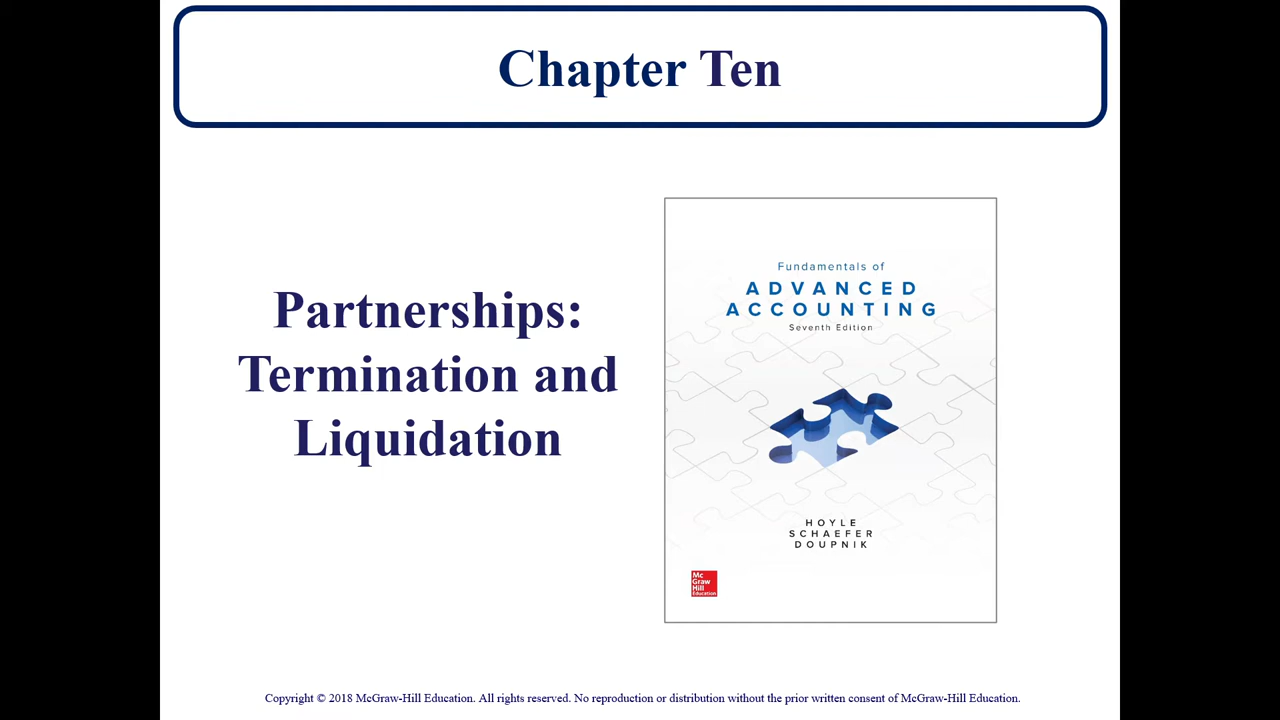 Chapter Ten
Partnerships:
Termination and
Liquidation
Fundamentals of
ADVANCED
ACCOUNTING
Seventh Edition
HOYLE
SCHAEFER
DOUPNIK
Mc
Graw
Hill
Education
Copyright © 2018 McGraw-Hill Education. All rights reserved. No reproduction or distribution without the prior written consent of McGraw-Hill Education.